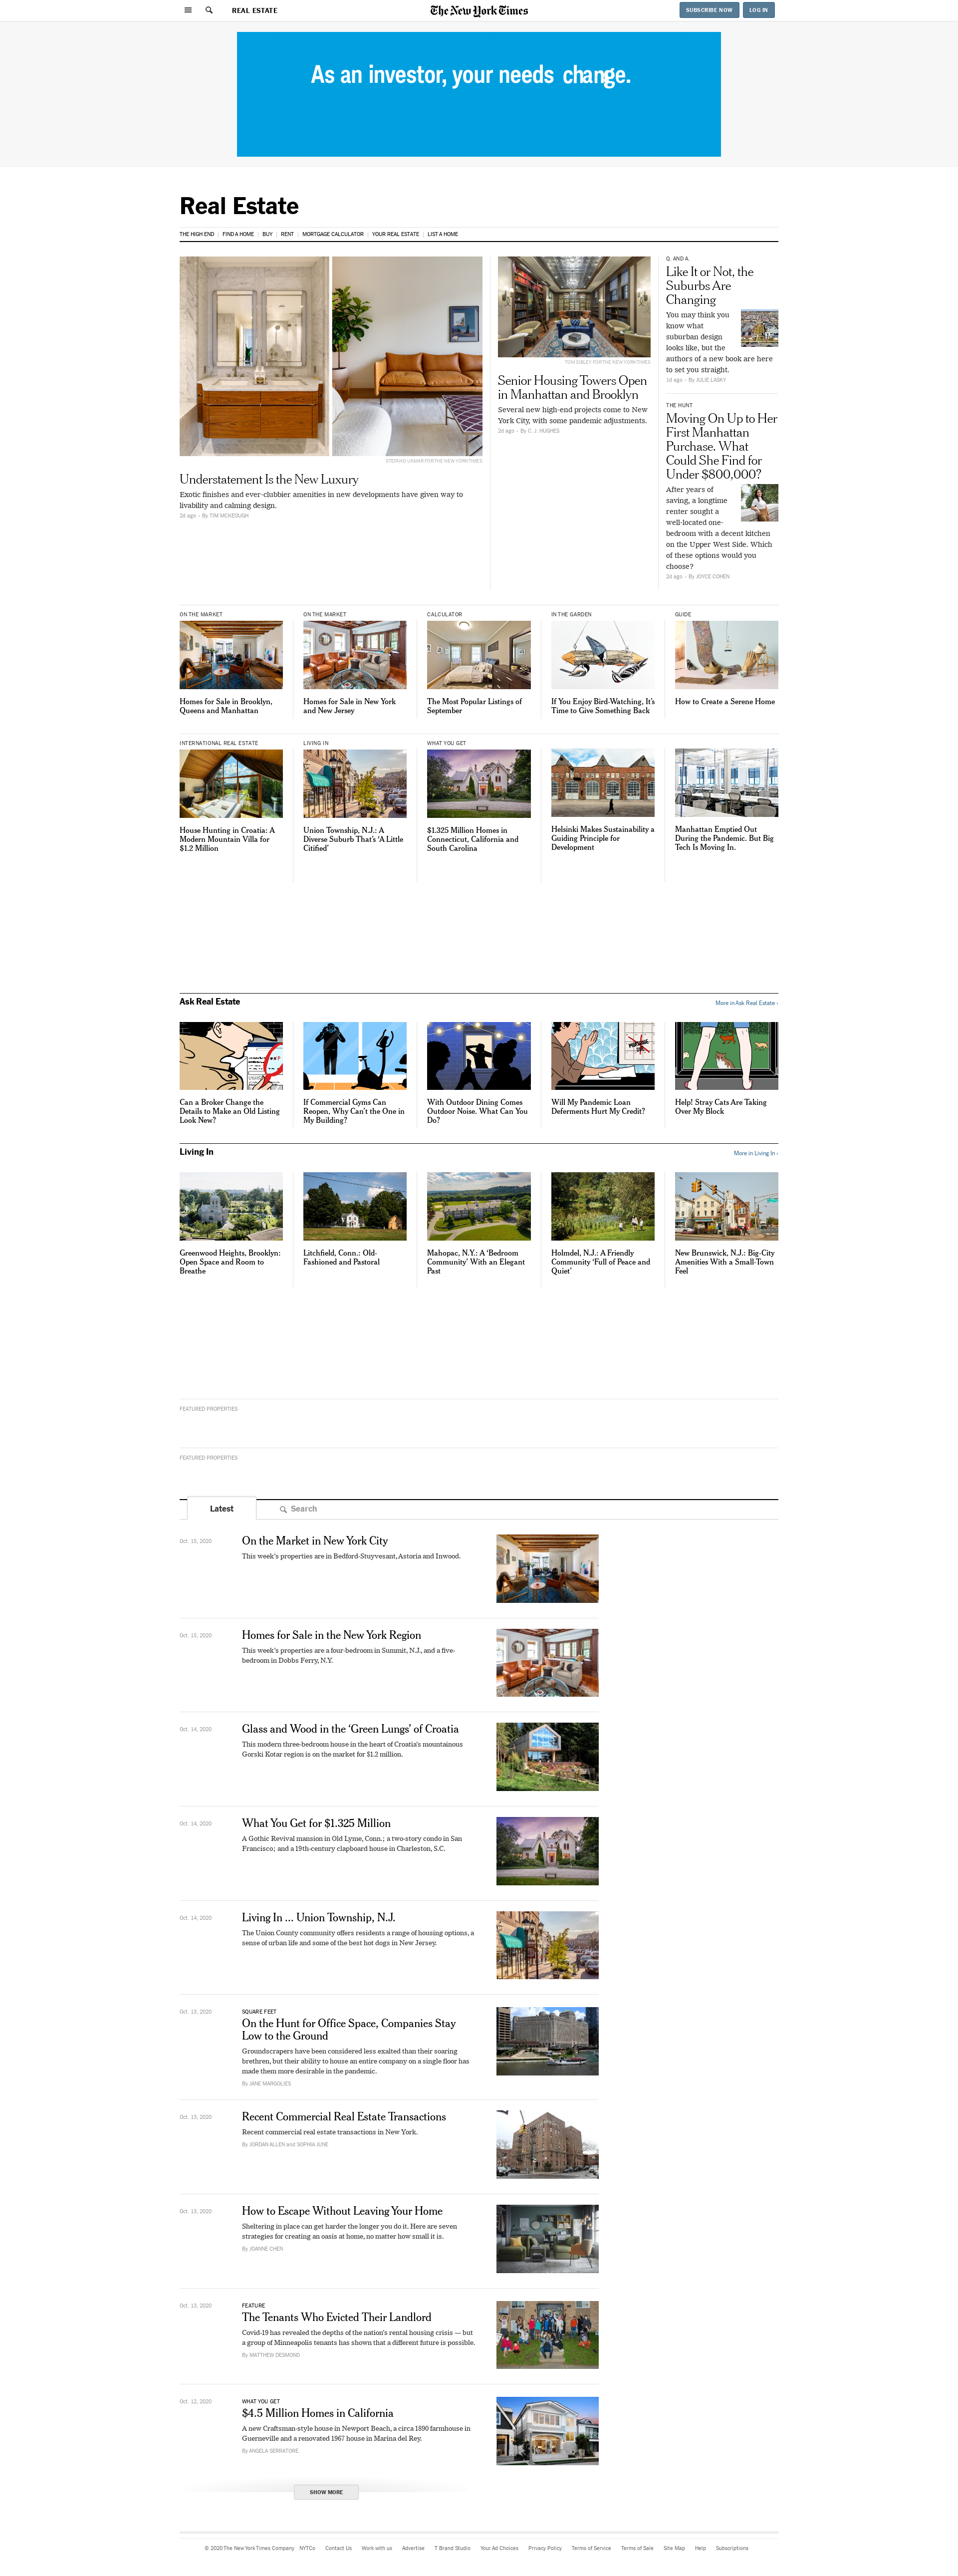 REAL ESTATE
The New York Times
SUBSCRIBE NOW
LOG IN
As an investor, your needs change.
Real Estate
THE HIGH END
FIND A HOME
BUY
RENT
MORTGAGE CALCULATOR
YOUR REAL ESTATE
LIST A HOME
STEFANO UKMAR FOR THE NEW YORK TIMES
Understatement Is the New Luxury
Exotic finishes and ever-clubbier amenities in new developments have given way to
livability and calming design.
2d ago - By TIM MCKEOUGH
TOM SIBLEY FOR THE NEW YORK TIMES
Senior Housing Towers Open
in Manhattan and Brooklyn
Several new high-end projects come to New
York City, with some pandemic adjustments.
2d ago - By C. J. HUGHES
Q. AND A.
Like It or Not, the
Suburbs Are
Changing
You may think you
know what
suburban design
looks like, but the
authors of a new book are here
to set you straight.
1d ago - By JULIE LASKY
THE HUNT
Moving On Up to Her
First Manhattan
Purchase. What
Could She Find for
Under $800,000?
After years of
saving, a longtime
renter sought a
well-located one-
bedroom with a decent kitchen
on the Upper West Side. Which
of these options would you
choose?
2d ago - By JOYCE COHEN
ON THE MARKET
Homes for Sale in Brooklyn,
Queens and Manhattan
ON THE MARKET
Homes for Sale in New York
and New Jersey
CALCULATOR
The Most Popular Listings of
September
IN THE GARDEN
If You Enjoy Bird-Watching, It's
Time to Give Something Back
GUIDE
How to Create a Serene Home
INTERNATIONAL REAL ESTATE
House Hunting in Croatia: A
Modern Mountain Villa for
$1.2 Million
LIVING IN
Union Township, N.J.: A
Diverse Suburb That's 'A Little
Citified'
WHAT YOU GET
$1.325 Million Homes in
Connecticut, California and
South Carolina
Helsinki Makes Sustainability a
Guiding Principle for
Development
Manhattan Emptied Out
During the Pandemic. But Big
Tech Is Moving In.
Ask Real Estate
More in Ask Real Estate ›
Can a Broker Change the
Details to Make an Old Listing
Look New?
If Commercial Gyms Can
Reopen, Why Can't the One in
My Building?
With Outdoor Dining Comes
Outdoor Noise. What Can You
Do?
Will My Pandemic Loan
Deferments Hurt My Credit?
Help! Stray Cats Are Taking
Over My Block
Living In
More in Living In ›
Greenwood Heights, Brooklyn:
Open Space and Room to
Breathe
Litchfield, Conn.: Old-
Fashioned and Pastoral
Mahopac, N.Y.: A 'Bedroom
Community' With an Elegant
Past
Holmdel, N.J.: A Friendly
Community 'Full of Peace and
Quiet'
New Brunswick, N.J.: Big-City
Amenities With a Small-Town
Feel
FEATURED PROPERTIES
FEATURED PROPERTIES
Latest
Search
Oct. 15, 2020
On the Market in New York City
This week's properties are in Bedford-Stuyvesant, Astoria and Inwood.
Oct. 15, 2020
Homes for Sale in the New York Region
This week's properties are a four-bedroom in Summit, N.J., and a five-
bedroom in Dobbs Ferry, N.Y.
Oct. 14, 2020
Glass and Wood in the 'Green Lungs' of Croatia
This modern three-bedroom house in the heart of Croatia's mountainous
Gorski Kotar region is on the market for $1.2 million.
Oct. 14, 2020
What You Get for $1.325 Million
A Gothic Revival mansion in Old Lyme, Conn.; a two-story condo in San
Francisco; and a 19th-century clapboard house in Charleston, S.C.
Oct. 14, 2020
Living In ... Union Township, N.J.
The Union County community offers residents a range of housing options, a
sense of urban life and some of the best hot dogs in New Jersey.
Oct. 13, 2020
SQUARE FEET
On the Hunt for Office Space, Companies Stay
Low to the Ground
Groundscrapers have been considered less exalted than their soaring
brethren, but their ability to house an entire company on a single floor has
made them more desirable in the pandemic.
By JANE MARGOLIES
Oct. 13, 2020
Recent Commercial Real Estate Transactions
Recent commercial real estate transactions in New York.
By JORDAN ALLEN and SOPHIA JUNE
Oct. 13, 2020
How to Escape Without Leaving Your Home
Sheltering in place can get harder the longer you do it. Here are seven
strategies for creating an oasis at home, no matter how small it is.
By JOANNE CHEN
Oct. 13, 2020
FEATURE
The Tenants Who Evicted Their Landlord
Covid-19 has revealed the depths of the nation's rental housing crisis — but
a group of Minneapolis tenants has shown that a different future is possible.
By MATTHEW DESMOND
Oct. 12, 2020
WHAT YOU GET
$4.5 Million Homes in California
A new Craftsman-style house in Newport Beach, a circa 1890 farmhouse in
Guerneville and a renovated 1967 house in Marina del Rey.
By ANGELA SERRATORE
SHOW MORE
© 2020 The New York Times Company
NYTCo
Contact Us
Work with us
Advertise
T Brand Studio
Your Ad Choices
Privacy Policy
Terms of Service
Terms of Sale
Site Map
Help
Subscriptions